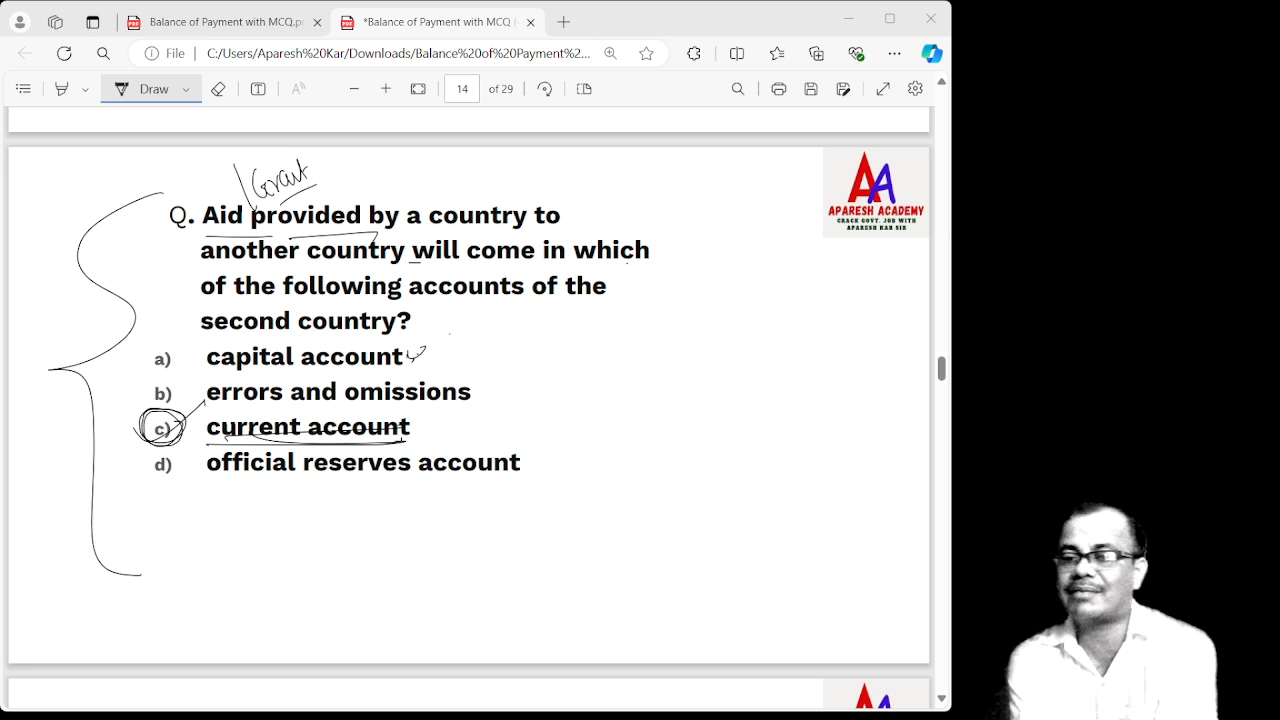 Balance of Payment with MCQ.p
*Balance of Payment with MCQ (
File
C:/Users/Aparesh%20Kar/Downloads/Balance%20of%20Payment%2...
Draw
14
of 29
Grant
Q. Aid provided by a country to
another country will come in which
of the following accounts of the
second country?
a) capital account
b) errors and omissions
c) current account
d) official reserves account
AA
APARESH ACADEMY
CRACK GOVT. JOB WITH
APARESH KAR SIR